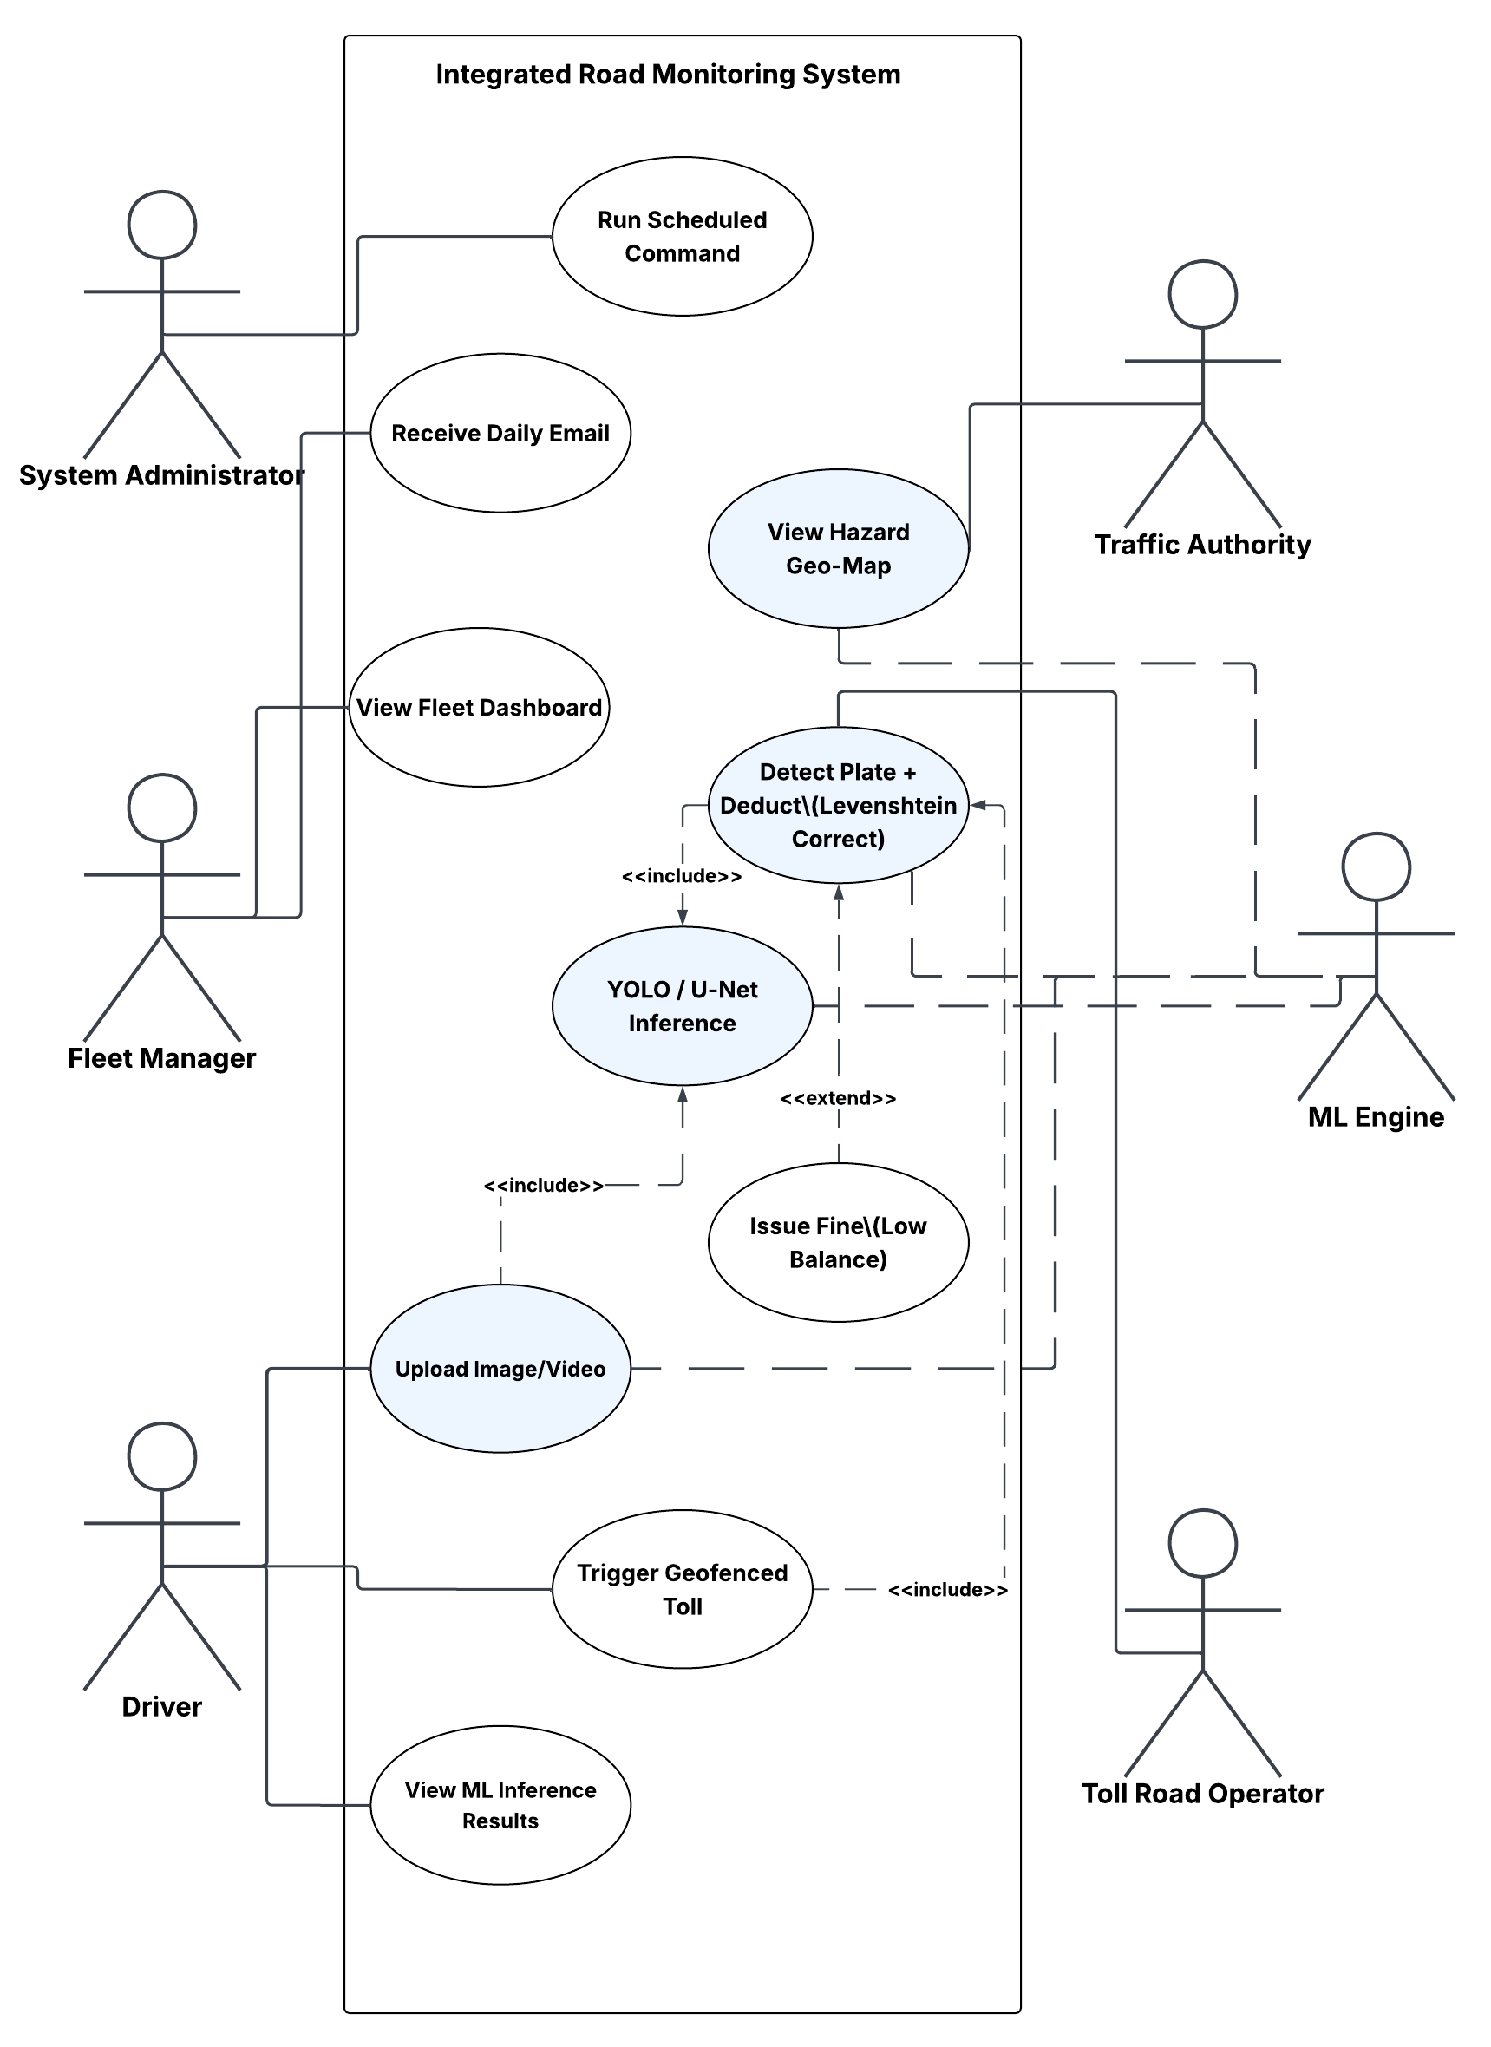 Integrated Road Monitoring System
Run Scheduled
Command
Receive Daily Email
System Administrator
View Hazard
Geo-Map
Traffic Authority
View Fleet Dashboard
Detect Plate +
Deduct\(Levenshtein
Correct)
<<include>>
YOLO / U-Net
Inference
Fleet Manager
<<extend>>
ML Engine
<<include>>
Issue Fine\(Low
Balance)
Upload Image/Video
Trigger Geofenced
Toll
<<include>>
Driver
View ML Inference
Results
Toll Road Operator